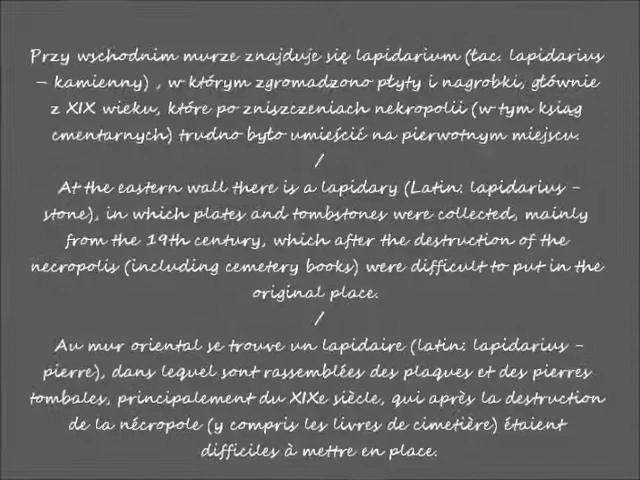 Przy wschodnim murze znajduje się lapidarium (łac. lapidarius
– kamienny) , w którym zgromadzono płyty i nagrobki, głównie
z XIX wieku, które po zniszczeniach nekropolii (w tym ksiąg
cmentarnych) trudno było umieścić na pierwotnym miejscu.
/
At the eastern wall there is a lapidary (Latin: lapidarius –
stone), in which plates and tombstones were collected, mainly
from the 19th century, which after the destruction of the
necropolis (including cemetery books) were difficult to put in the
original place.
/
Au mur oriental se trouve un lapidaire (latin: lapidarius –
pierre), dans lequel sont rassemblées des plaques et des pierres
tombales, principalement du XIXe siècle, qui après la destruction
de la nécropole (y compris les livres de cimetière) étaient
difficiles à mettre en place.